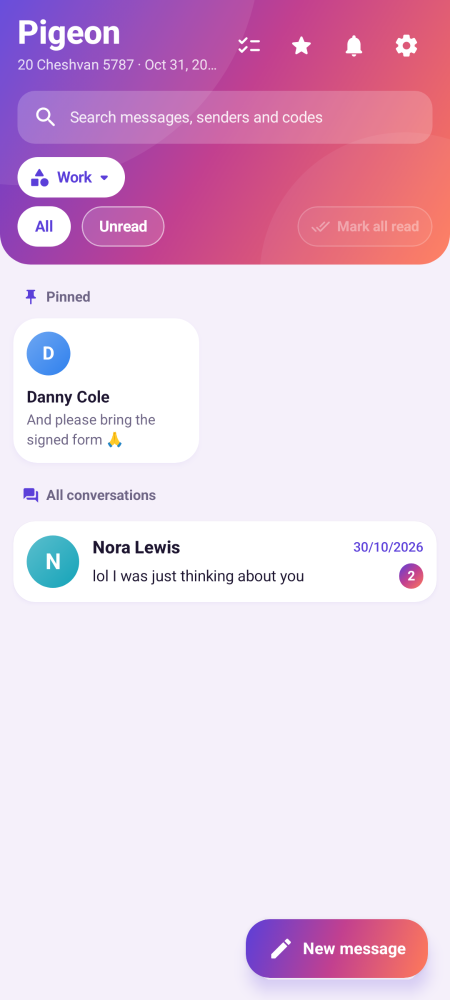 Pigeon
20 Cheshvan 5787 · Oct 31, 20...
Search messages, senders and codes
Work
All
Unread
Mark all read
Pinned
D
Danny Cole
And please bring the
signed form 🙏
All conversations
N
Nora Lewis
30/10/2026
lol I was just thinking about you
2
New message